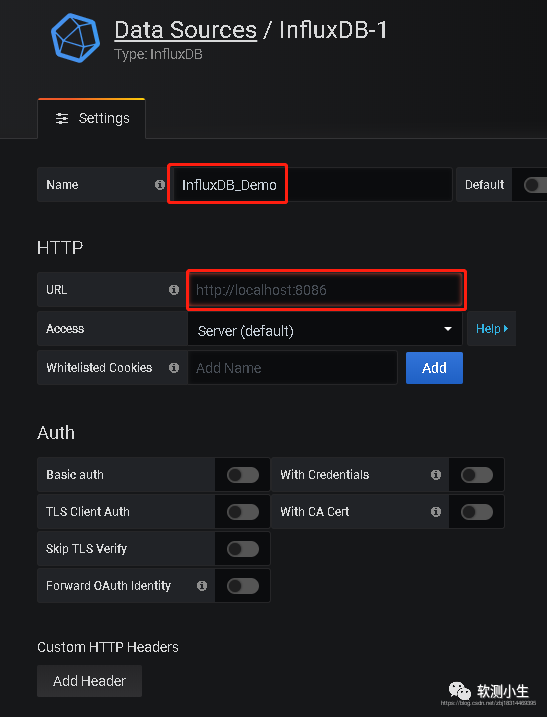 Data Sources / InfluxDB-1
Type: InfluxDB
Settings
Name InfluxDB_Demo Default
HTTP
URL http://localhost:8086
Access Server (default) Help
Whitelisted Cookies Add Name Add
Auth
Basic auth With Credentials
TLS Client Auth With CA Cert
Skip TLS Verify
Forward OAuth Identity
Custom HTTP Headers
Add Header
软测小生
https://blog.csdn.net/zbj18314469395